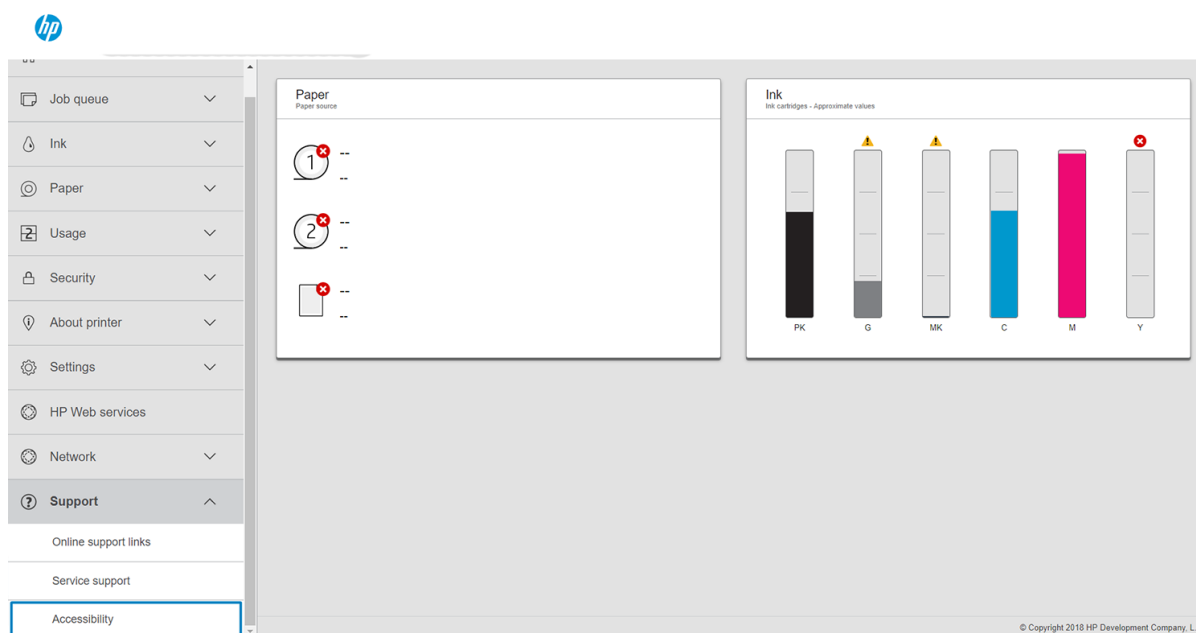 hp
Job queue
Ink
Paper
2 Usage
Security
About printer
Settings
HP Web services
Network
? Support
Online support links
Service support
Accessibility
Paper
Paper source
1 --
--
2 --
--
--
--
Ink
Ink cartridges - Approximate values
PK G MK C M Y
© Copyright 2018 HP Development Company, L